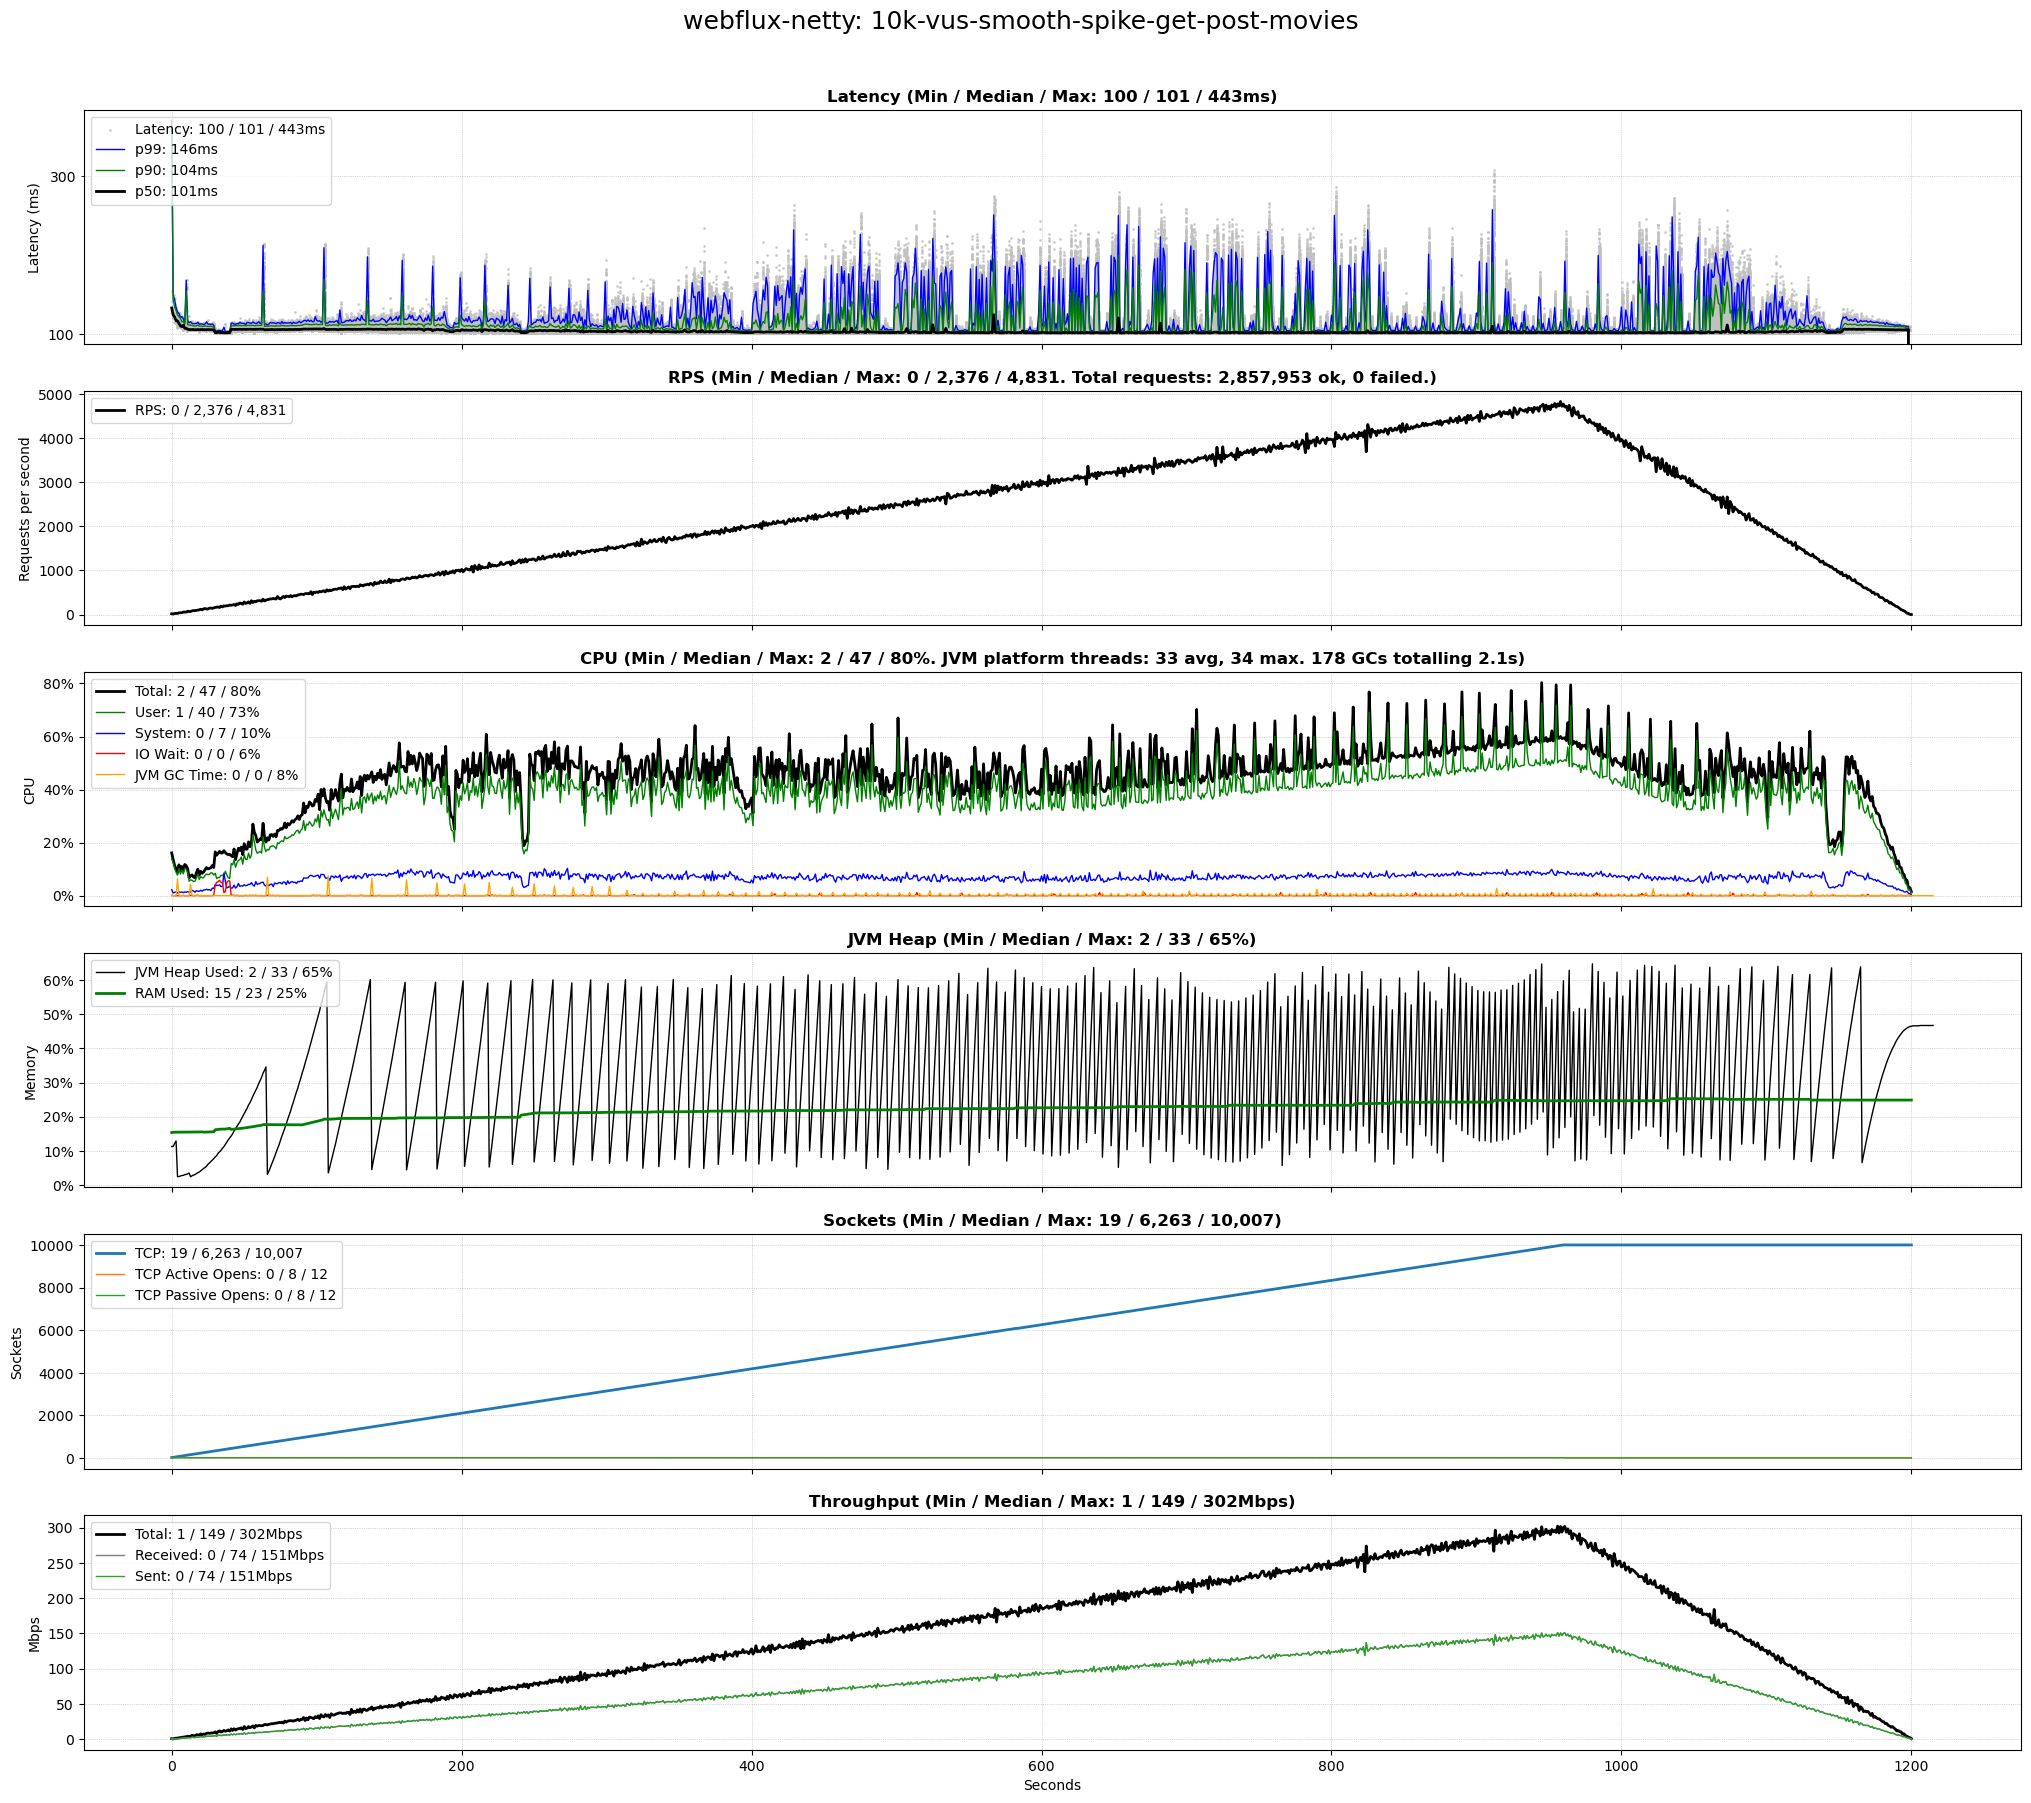 webflux-netty: 10k-vus-smooth-spike-get-post-movies
Latency (Min / Median / Max: 100 / 101 / 443ms)
Latency: 100 / 101 / 443ms
p99: 146ms
p90: 104ms
p50: 101ms
Latency (ms)
300
100
RPS (Min / Median / Max: 0 / 2,376 / 4,831. Total requests: 2,857,953 ok, 0 failed.)
RPS: 0 / 2,376 / 4,831
Requests per second
5000
4000
3000
2000
1000
0
CPU (Min / Median / Max: 2 / 47 / 80%. JVM platform threads: 33 avg, 34 max. 178 GCs totalling 2.1s)
Total: 2 / 47 / 80%
User: 1 / 40 / 73%
System: 0 / 7 / 10%
IO Wait: 0 / 0 / 6%
JVM GC Time: 0 / 0 / 8%
CPU
80%
60%
40%
20%
0%
JVM Heap (Min / Median / Max: 2 / 33 / 65%)
JVM Heap Used: 2 / 33 / 65%
RAM Used: 15 / 23 / 25%
Memory
60%
50%
40%
30%
20%
10%
0%
Sockets (Min / Median / Max: 19 / 6,263 / 10,007)
TCP: 19 / 6,263 / 10,007
TCP Active Opens: 0 / 8 / 12
TCP Passive Opens: 0 / 8 / 12
Sockets
10000
8000
6000
4000
2000
0
Throughput (Min / Median / Max: 1 / 149 / 302Mbps)
Total: 1 / 149 / 302Mbps
Received: 0 / 74 / 151Mbps
Sent: 0 / 74 / 151Mbps
Mbps
300
250
200
150
100
50
0
0 200 400 600 800 1000 1200
Seconds